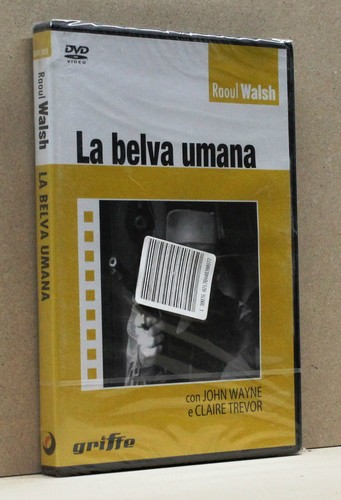 Raoul Walsh
LA BELVA UMANA
DVD
VIDEO
Raoul Walsh
La belva umana
con JOHN WAYNE
e CLAIRE TREVOR
griffe